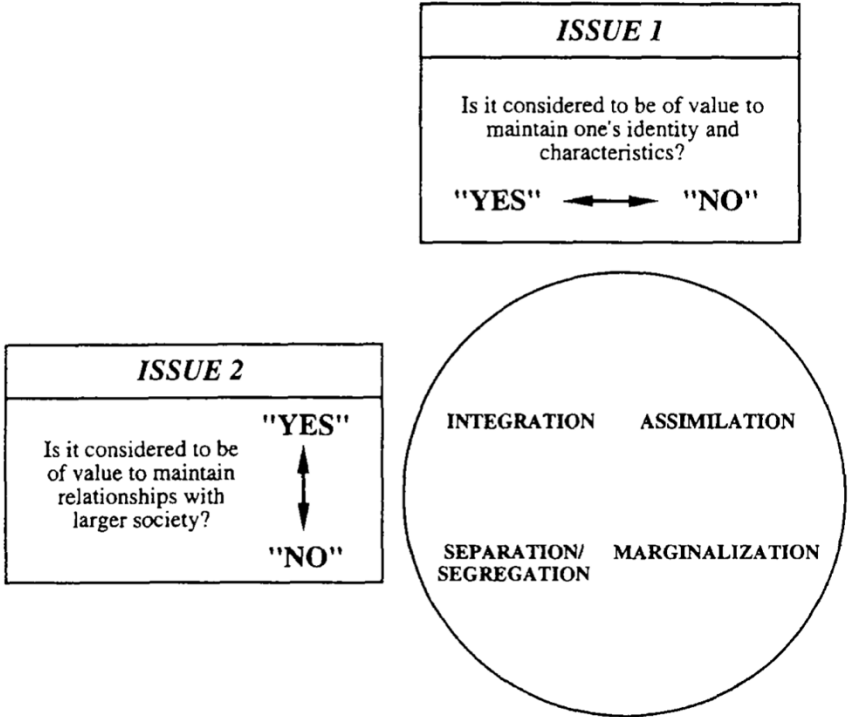 ISSUE 1
Is it considered to be of value to
maintain one's identity and
characteristics?
"YES" "NO"
ISSUE 2
Is it considered to be
of value to maintain
relationships with
larger society?
"YES"
"NO"
INTEGRATION ASSIMILATION
SEPARATION/ MARGINALIZATION
SEGREGATION